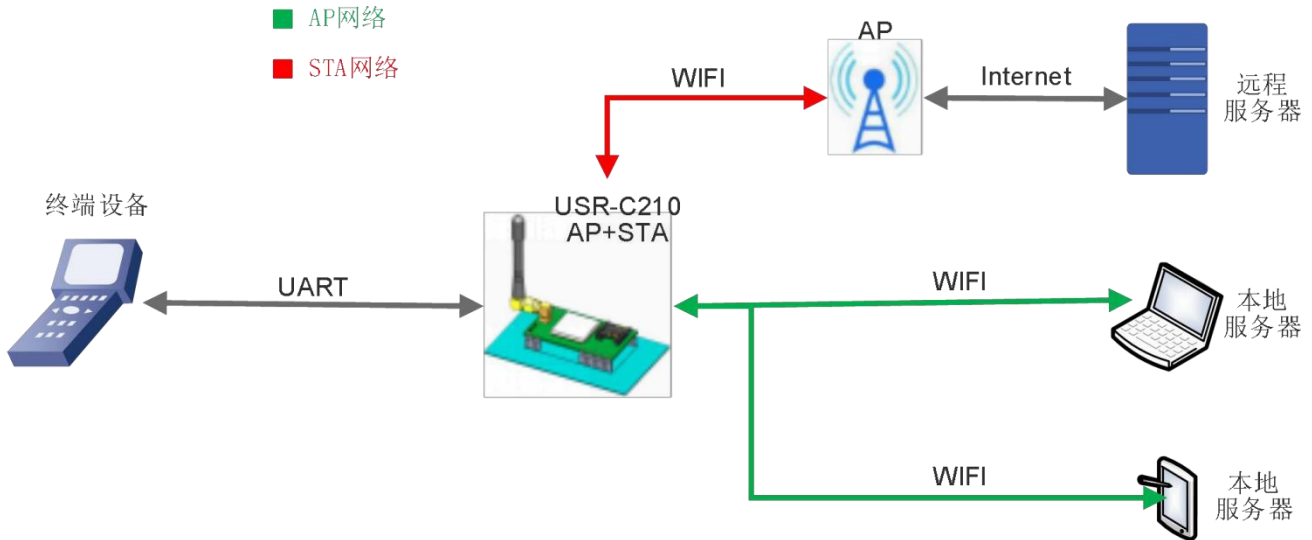 AP网络
STA网络
AP
WIFI
Internet
远程
服务器
终端设备
USR-C210
AP+STA
UART
WIFI
本地
服务器
WIFI
本地
服务器